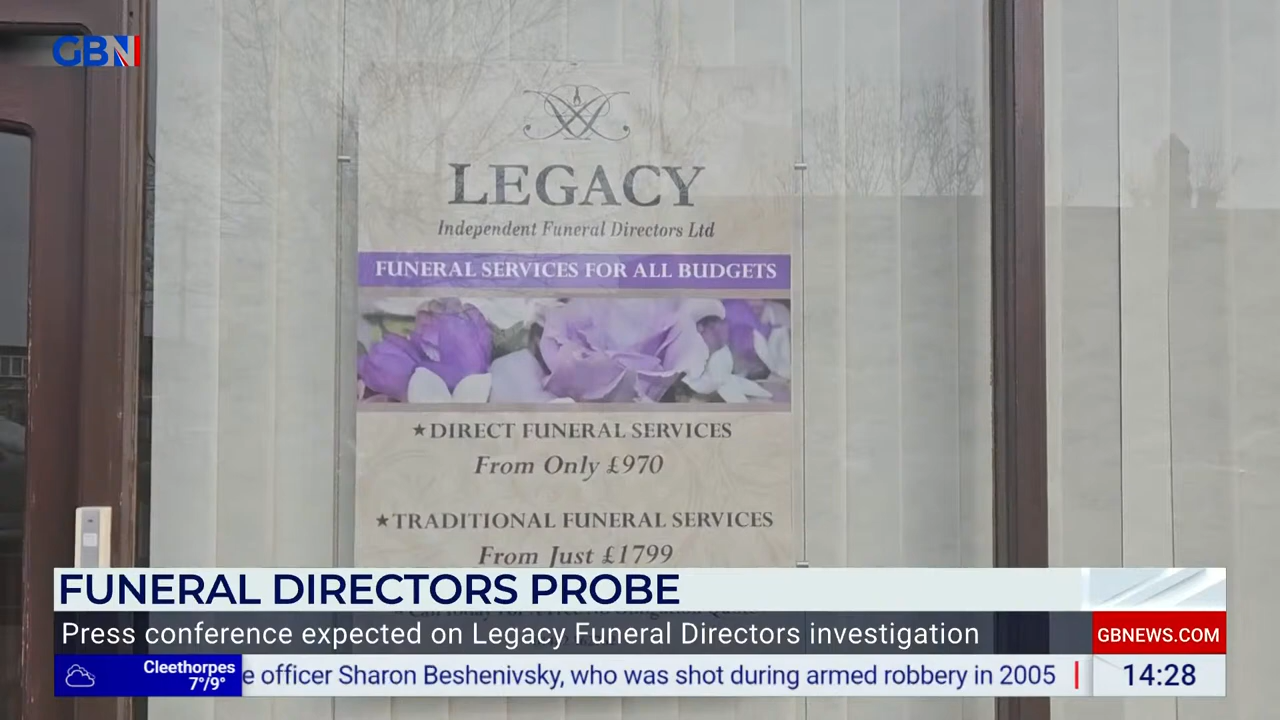 GBN
LEGACY
Independent Funeral Directors Ltd
FUNERAL SERVICES FOR ALL BUDGETS
★DIRECT FUNERAL SERVICES
From Only £970
★TRADITIONAL FUNERAL SERVICES
From Just £1799
FUNERAL DIRECTORS PROBE
Press conference expected on Legacy Funeral Directors investigation
GBNEWS.COM
Cleethorpes
7°/9°
e officer Sharon Beshenivsky, who was shot during armed robbery in 2005
14:28